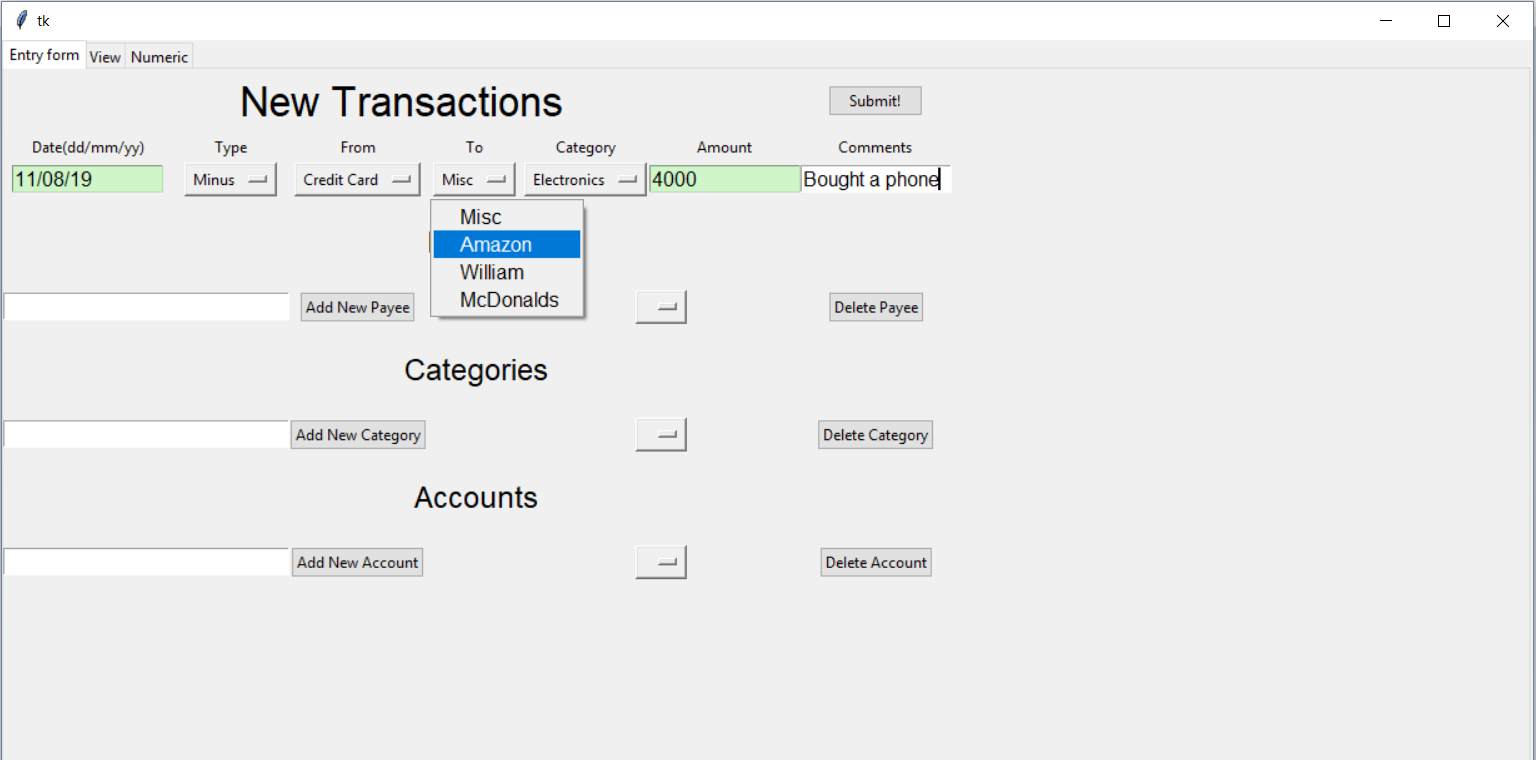 tk
Entry form View Numeric
New Transactions Submit!
Date(dd/mm/yy) Type From To Category Amount Comments
11/08/19 Minus Credit Card Misc Electronics 4000 Bought a phone
Misc
Amazon
William
McDonalds
Add New Payee Delete Payee
Categories
Add New Category Delete Category
Accounts
Add New Account Delete Account